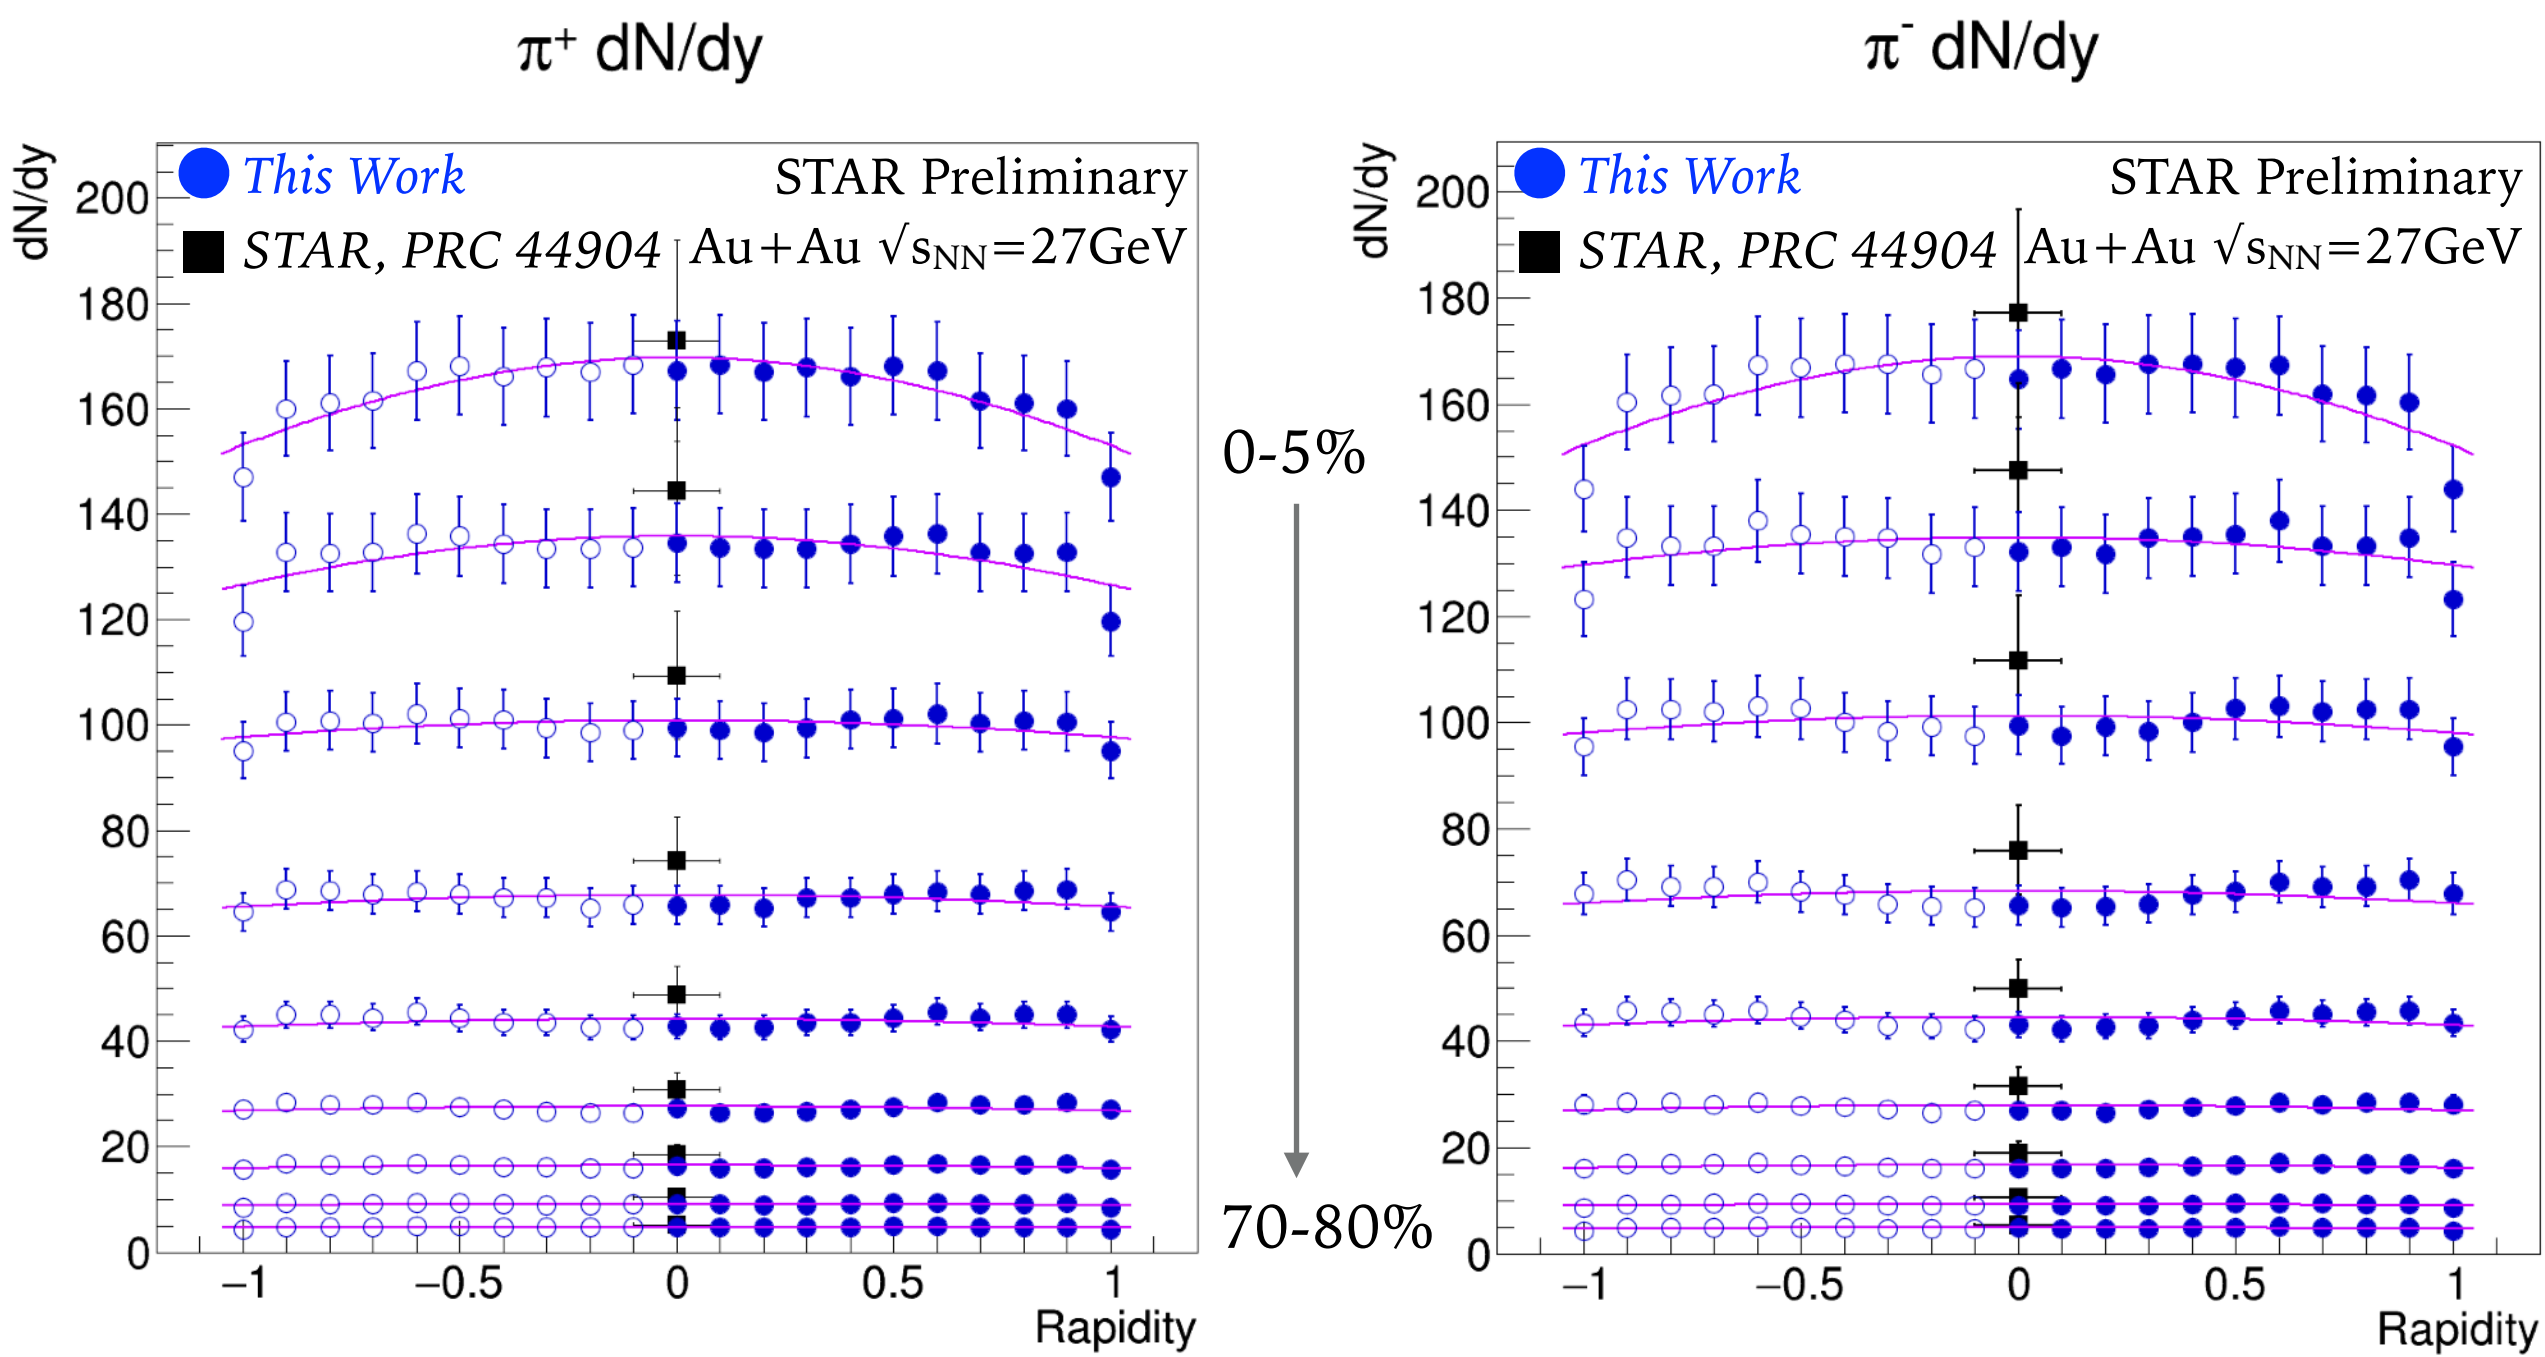 π⁺ dN/dy
dN/dy
This Work
STAR Preliminary
STAR, PRC 44904
Au+Au √sNN=27GeV
200
180
160
140
120
100
80
60
40
20
0
−1
−0.5
0
0.5
1
Rapidity
0-5%
70-80%
π⁻ dN/dy
dN/dy
This Work
STAR Preliminary
STAR, PRC 44904
Au+Au √sNN=27GeV
200
180
160
140
120
100
80
60
40
20
0
−1
−0.5
0
0.5
1
Rapidity